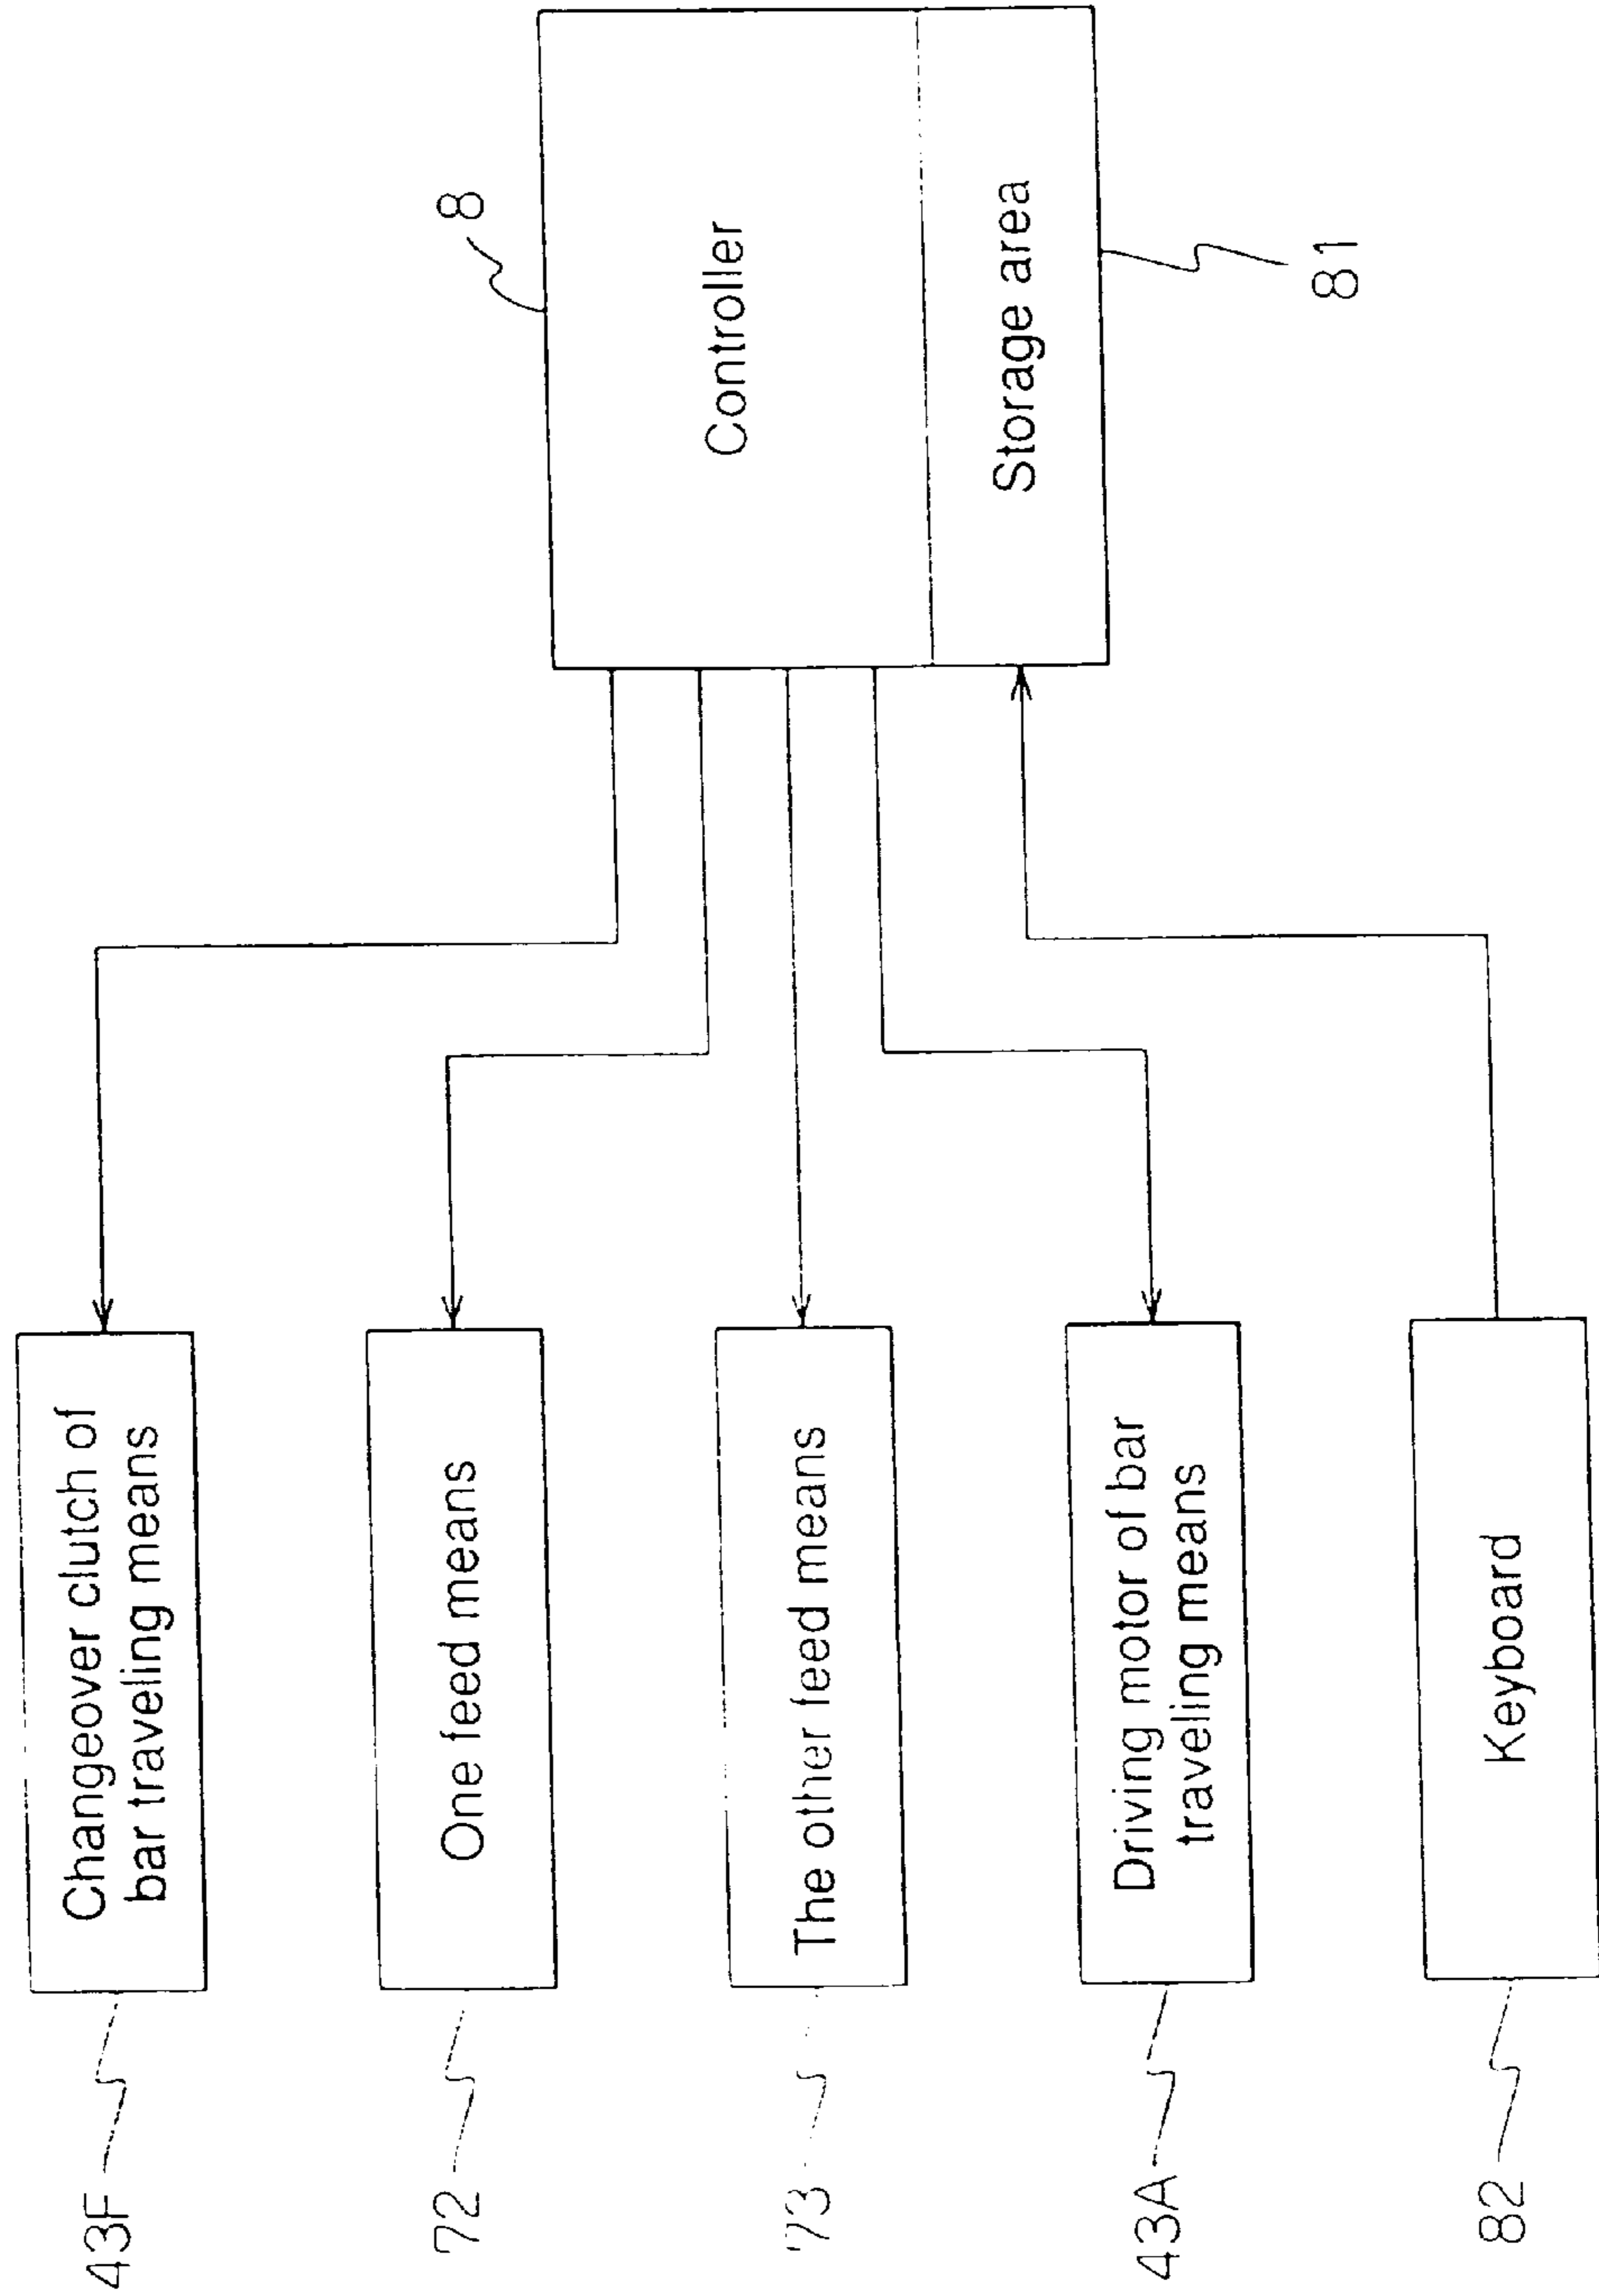 8
Controller
Storage area
81
Changeover clutch of
bar traveling means
43F
One feed means
72
The other feed means
73
Driving motor of bar
traveling means
43A
Keyboard
82